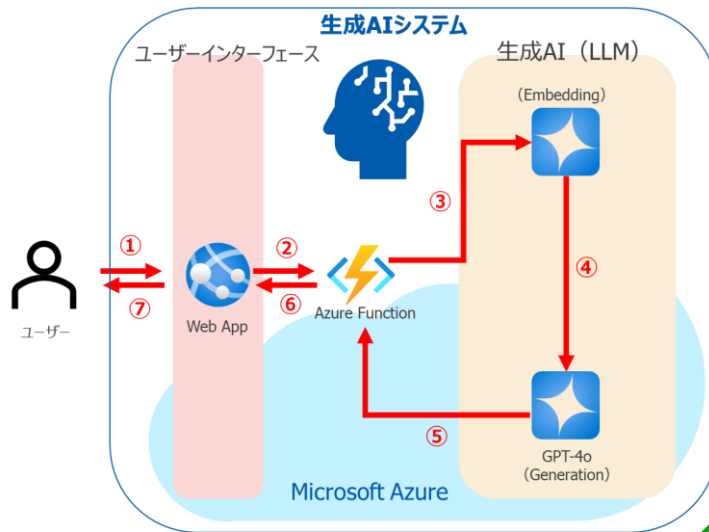 生成AIシステム
ユーザーインターフェース
生成AI（LLM）
（Embedding）
③
①
②
④
⑦
⑥
Web App
Azure Function
ユーザー
⑤
GPT-4o
（Generation）
Microsoft Azure